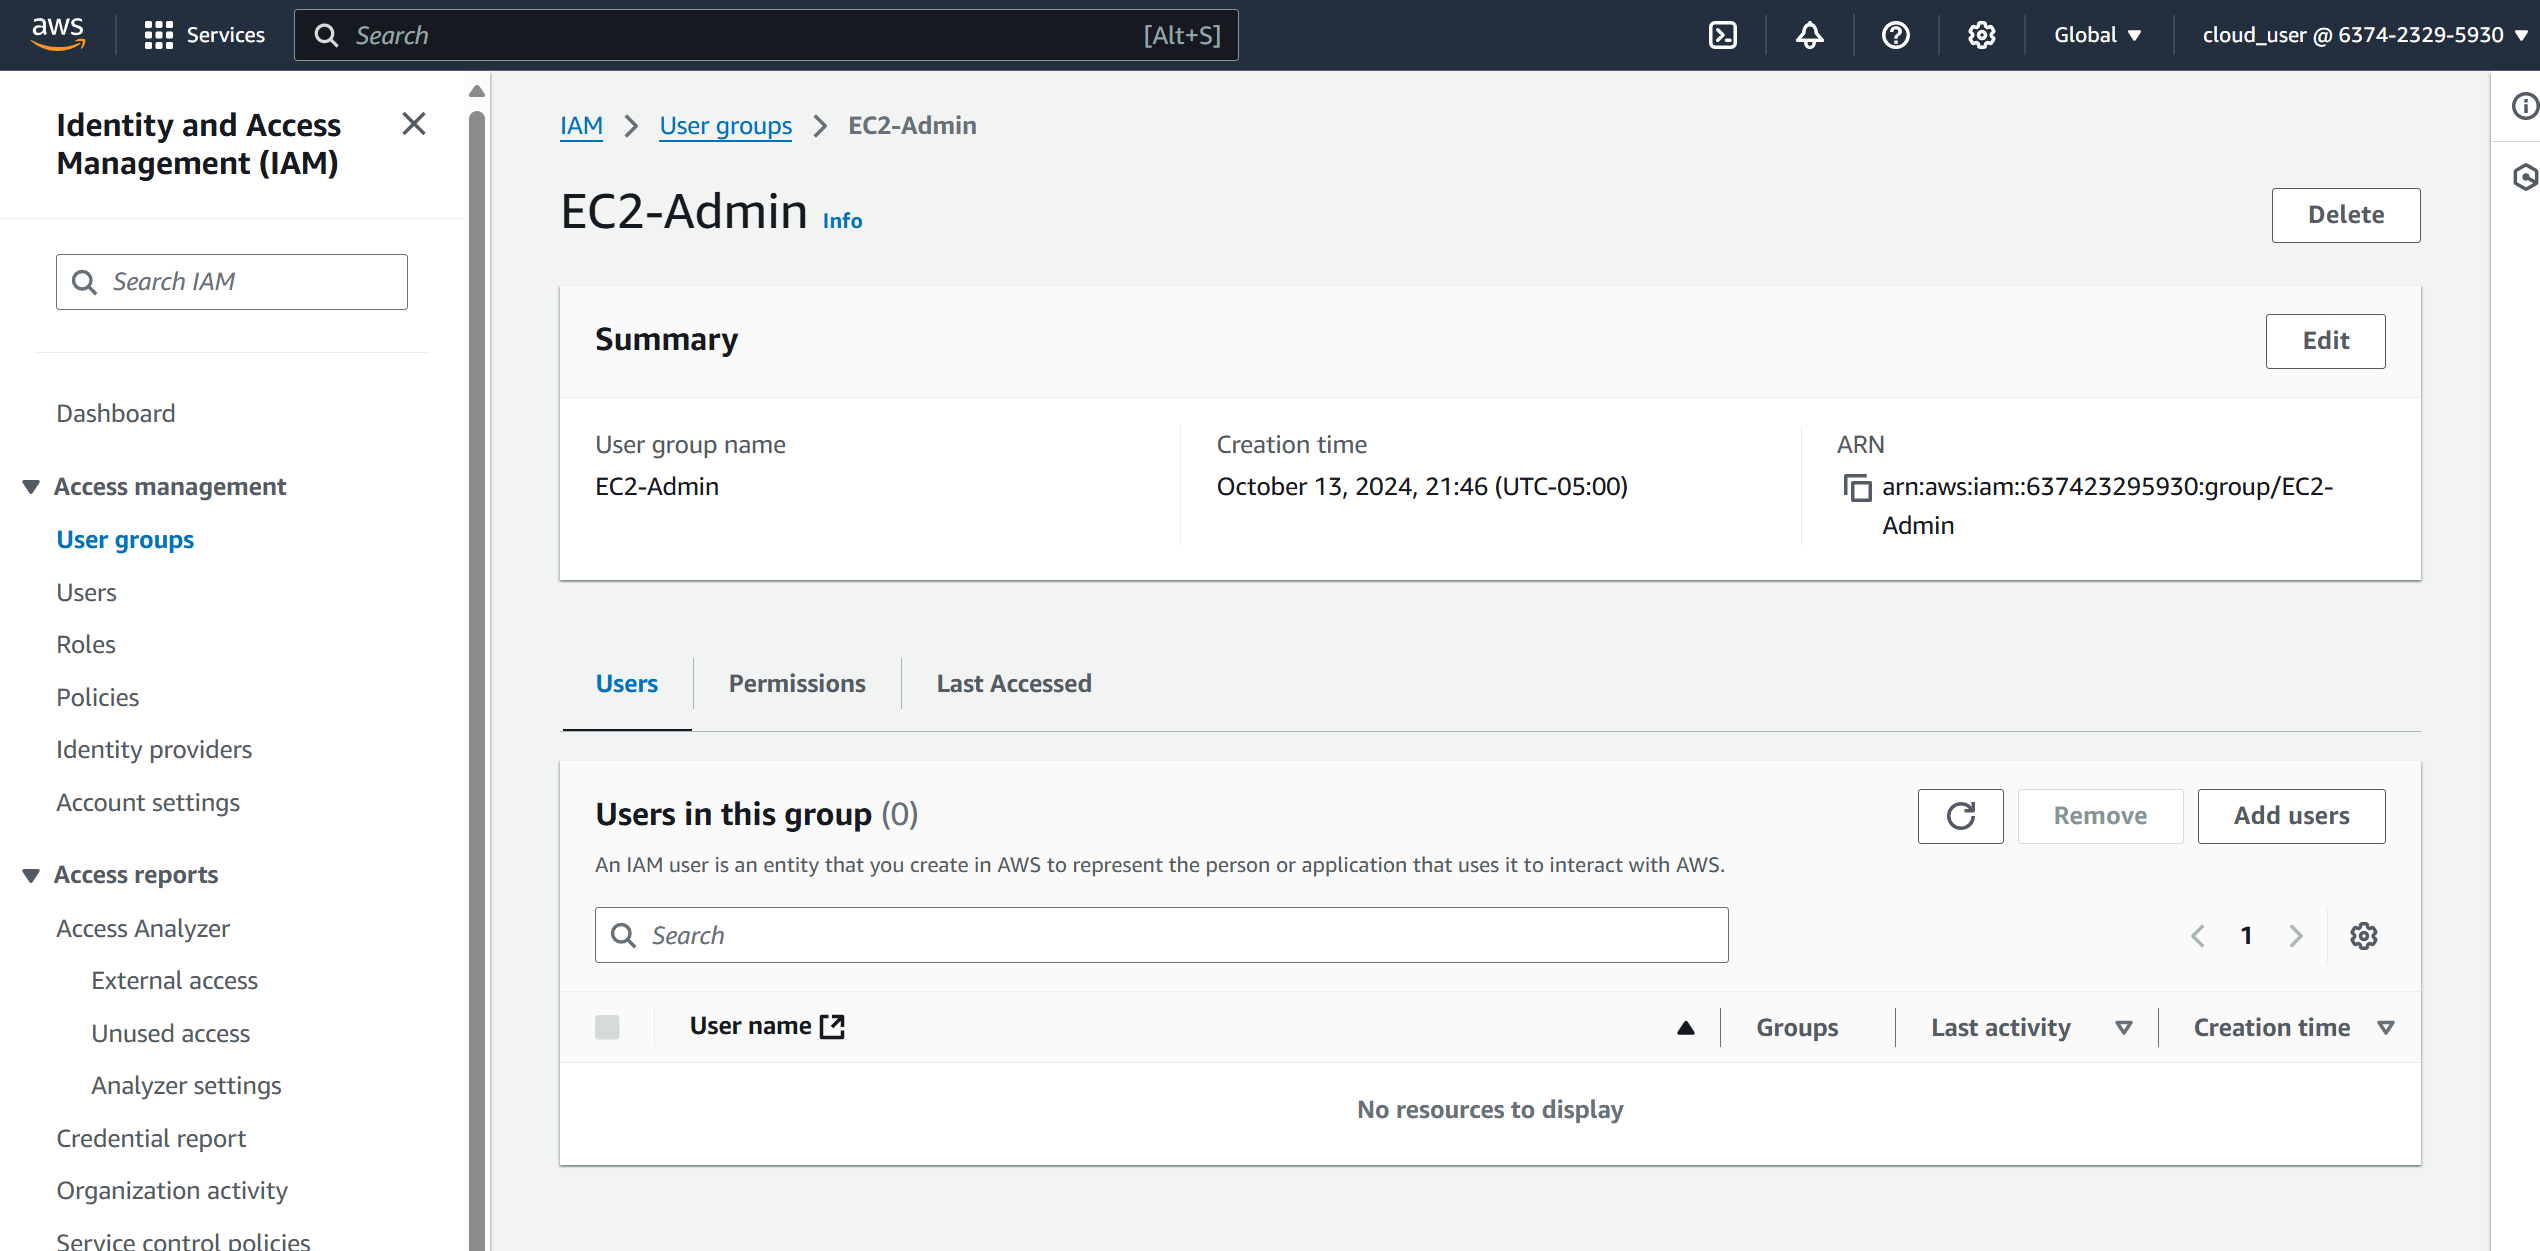 aws
Services
Search
[Alt+S]
Global
cloud_user @ 6374-2329-5930
Identity and Access
Management (IAM)
Search IAM
Dashboard
Access management
User groups
Users
Roles
Policies
Identity providers
Account settings
Access reports
Access Analyzer
External access
Unused access
Analyzer settings
Credential report
Organization activity
Service control policies
IAM
User groups
EC2-Admin
EC2-Admin Info
Delete
Summary
Edit
User group name
EC2-Admin
Creation time
October 13, 2024, 21:46 (UTC-05:00)
ARN
arn:aws:iam::637423295930:group/EC2-
Admin
Users
Permissions
Last Accessed
Users in this group (0)
Remove
Add users
An IAM user is an entity that you create in AWS to represent the person or application that uses it to interact with AWS.
Search
1
User name
Groups
Last activity
Creation time
No resources to display